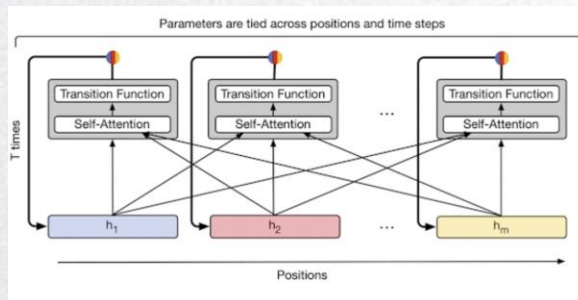 Parameters are tied across positions and time steps
Transition Function
Transition Function
Transition Function
...
Self-Attention
Self-Attention
Self-Attention
T times
h1
h2
...
hm
Positions